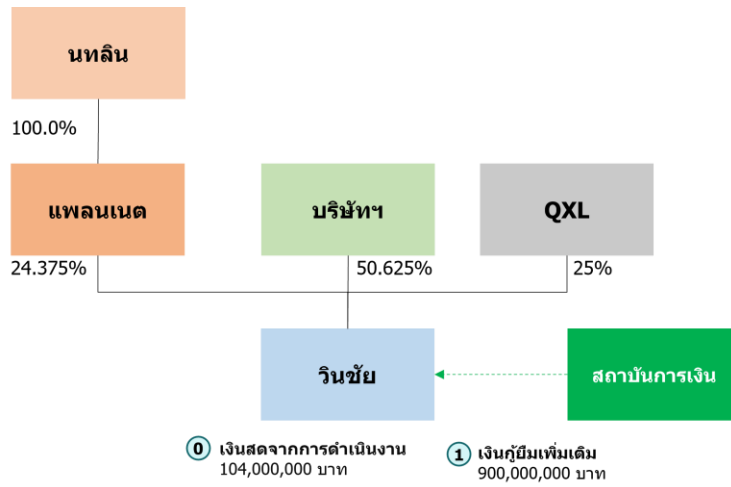 นทลิน
100.0%
แพลนเนต
บริษัทฯ
QXL
24.375%
50.625%
25%
วินชัย
สถาบันการเงิน
0 เงินสดจากการดำเนินงาน
104,000,000 บาท
1 เงินกู้ยืมเพิ่มเติม
900,000,000 บาท